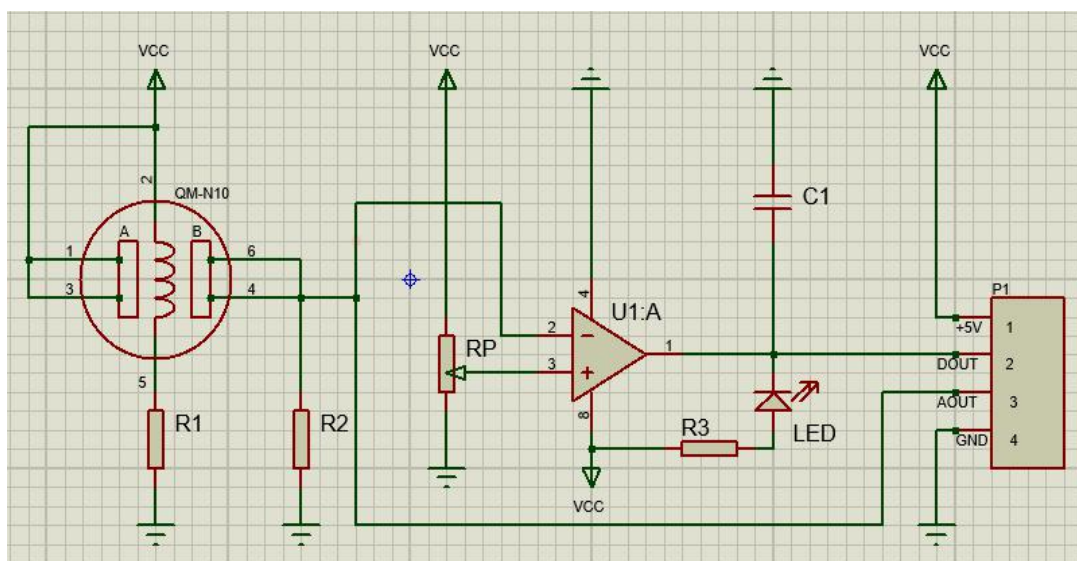 VCC
VCC
VCC
2
QM-N10
A
B
1
6
3
4
5
R1
R2
RP
4
U1:A
2
3
1
8
C1
R3
LED
VCC
P1
+5V
1
DOUT
2
AOUT
3
GND
4